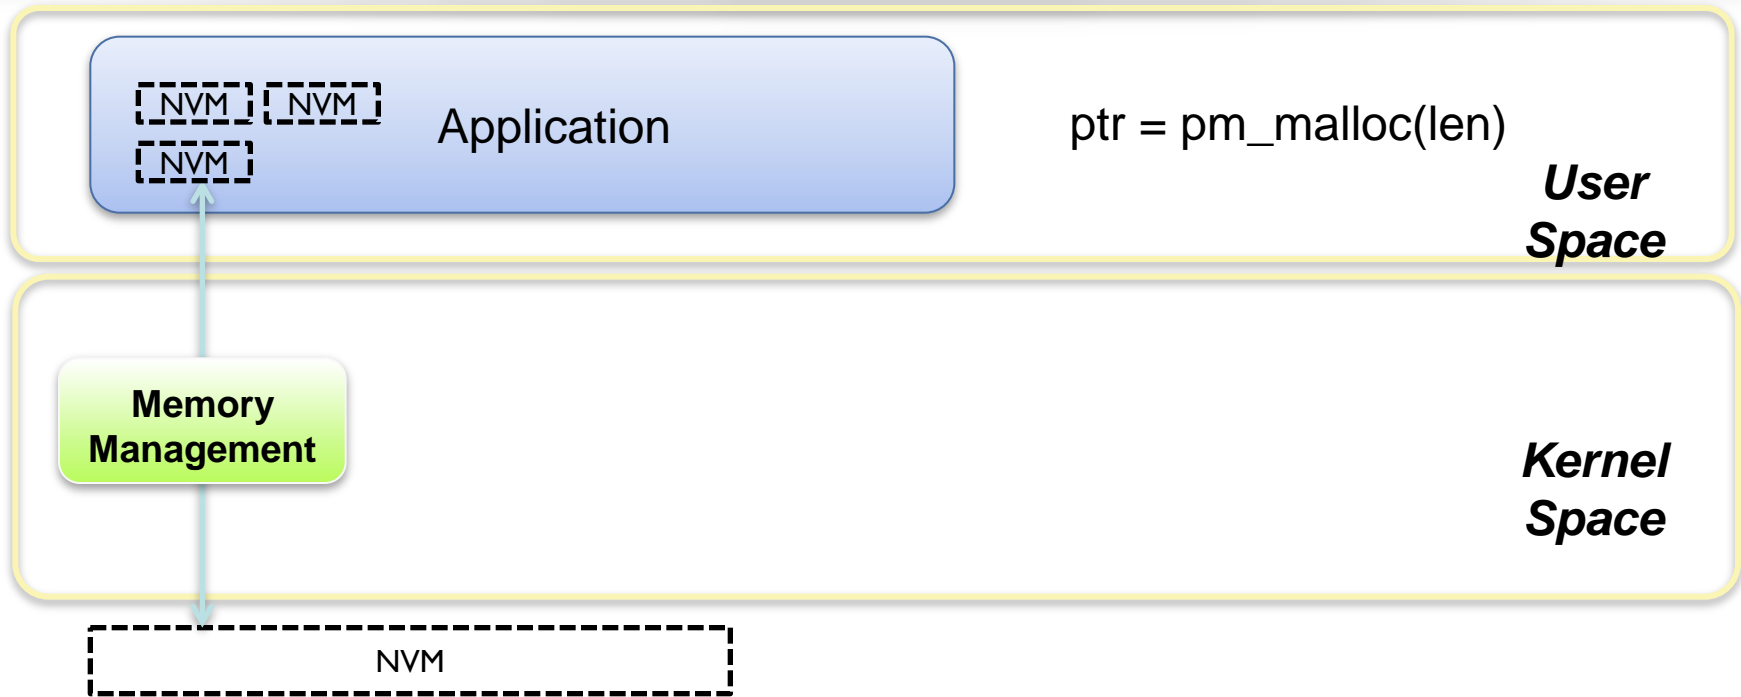 NVM NVM
NVM
Application
ptr = pm_malloc(len)
User
Space
Memory
Management
Kernel
Space
NVM